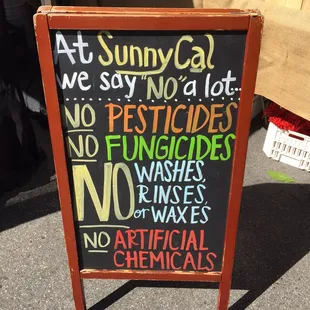 At SunnyCal
we say "NO" a lot...
NO PESTICIDES
NO FUNGICIDES
NO WASHES,
RINSES,
or WAXES
NO ARTIFICIAL
CHEMICALS